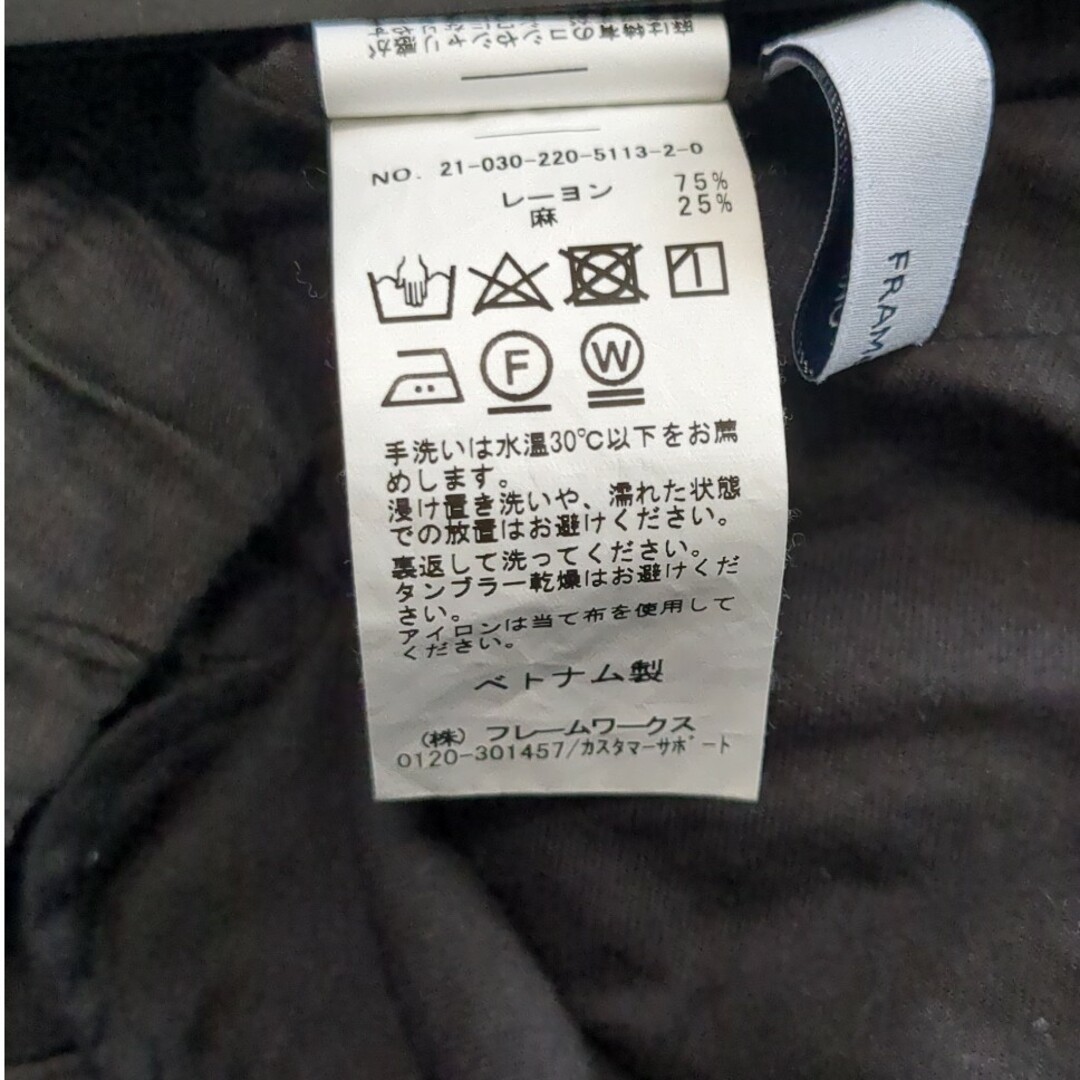 NO. 21-030-220-5113-2-0
レーヨン 75%
麻 25%
F W
手洗いは水温30℃以下をお薦
めします。
浸け置き洗いや、濡れた状態
での放置はお避けください。
裏返して洗ってください。
タンブラー乾燥はお避けくだ
さい。
アイロンは当て布を使用して
ください。
ベトナム製
(株) フレームワークス
0120-301457/カスタマーサポート
FRAM